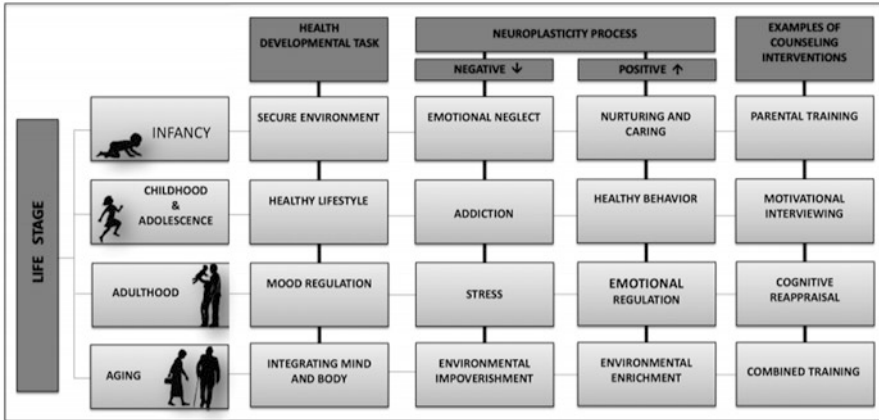 HEALTH
DEVELOPMENTAL TASK
NEUROPLASTICITY PROCESS
EXAMPLES OF
COUNSELING
INTERVENTIONS
NEGATIVE ↓
POSITIVE ↑
LIFE STAGE
INFANCY
SECURE ENVIRONMENT
EMOTIONAL NEGLECT
NURTURING AND
CARING
PARENTAL TRAINING
CHILDHOOD
&
ADOLESCENCE
HEALTHY LIFESTYLE
ADDICTION
HEALTHY BEHAVIOR
MOTIVATIONAL
INTERVIEWING
ADULTHOOD
MOOD REGULATION
STRESS
EMOTIONAL
REGULATION
COGNITIVE
REAPPRAISAL
AGING
INTEGRATING MIND
AND BODY
ENVIRONMENTAL
IMPOVERISHMENT
ENVIRONMENTAL
ENRICHMENT
COMBINED TRAINING